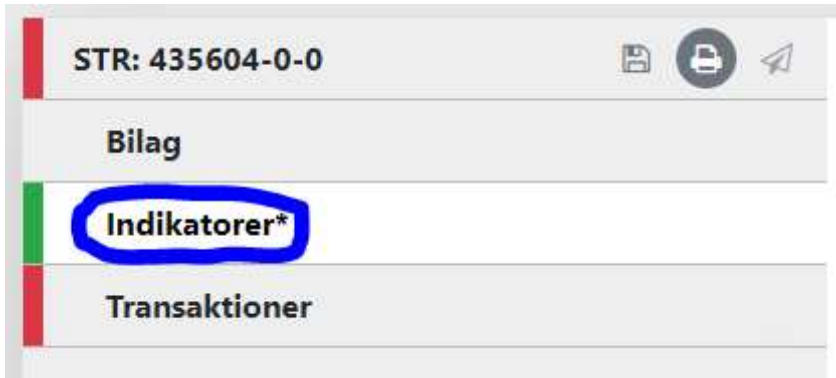 STR: 435604-0-0
Bilag
Indikatorer*
Transaktioner